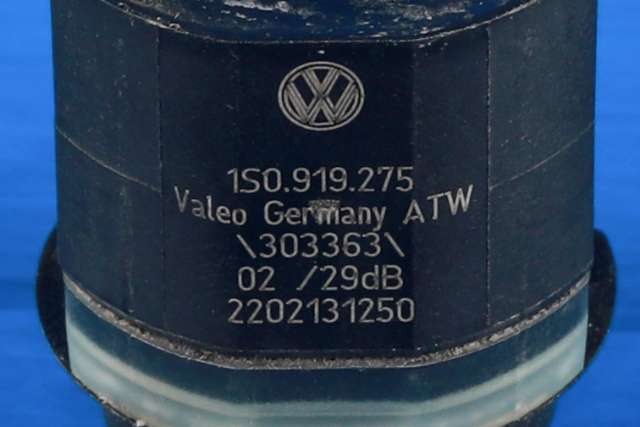 1S0.919.275
Valeo Germany ATW
\303363\
02 /29dB
2202131250